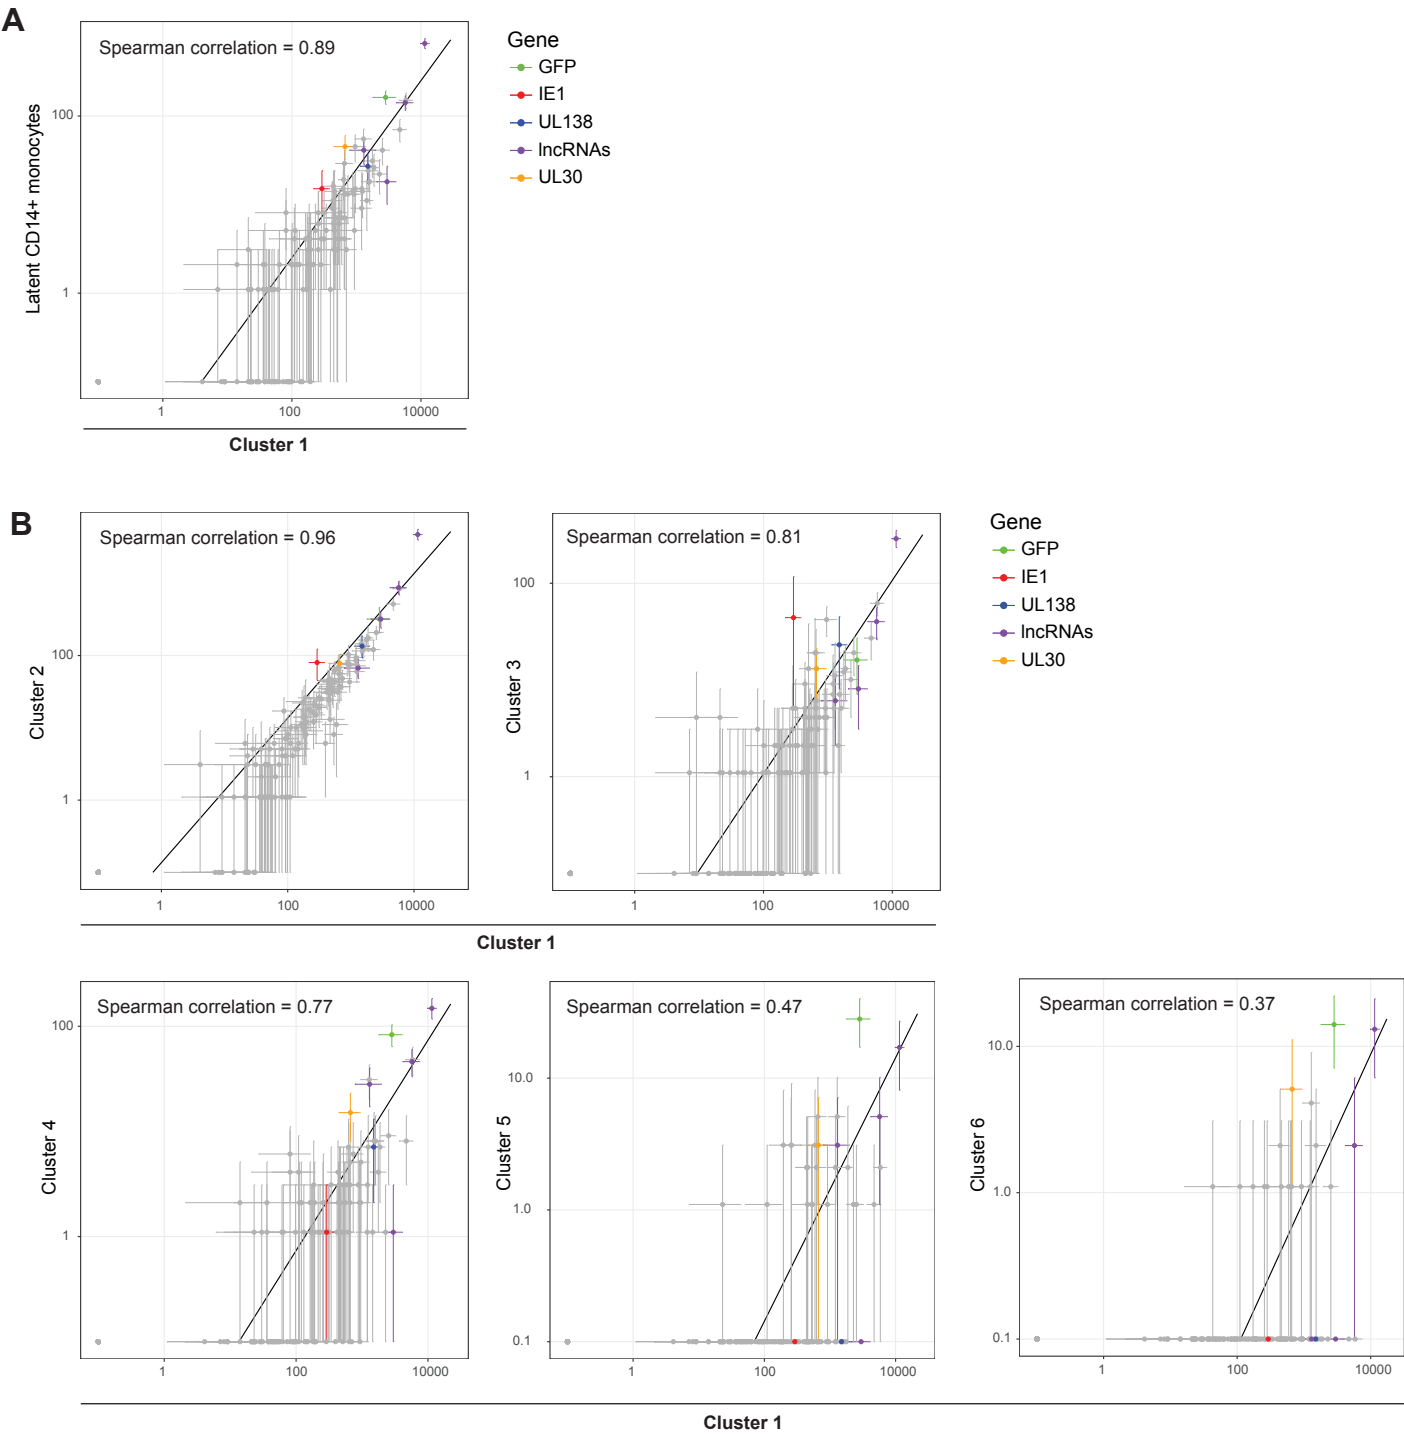 A
Spearman correlation = 0.89
Latent CD14+ monocytes
100
1
1
100
10000
Cluster 1
Gene
GFP
IE1
UL138
lncRNAs
UL30
B
Spearman correlation = 0.96
Cluster 2
100
1
1
100
10000
Spearman correlation = 0.81
Cluster 3
100
1
1
100
10000
Gene
GFP
IE1
UL138
lncRNAs
UL30
Cluster 1
Spearman correlation = 0.77
Cluster 4
100
1
1
100
10000
Spearman correlation = 0.47
Cluster 5
10.0
1.0
0.1
1
100
10000
Spearman correlation = 0.37
Cluster 6
10.0
1.0
0.1
1
100
10000
Cluster 1